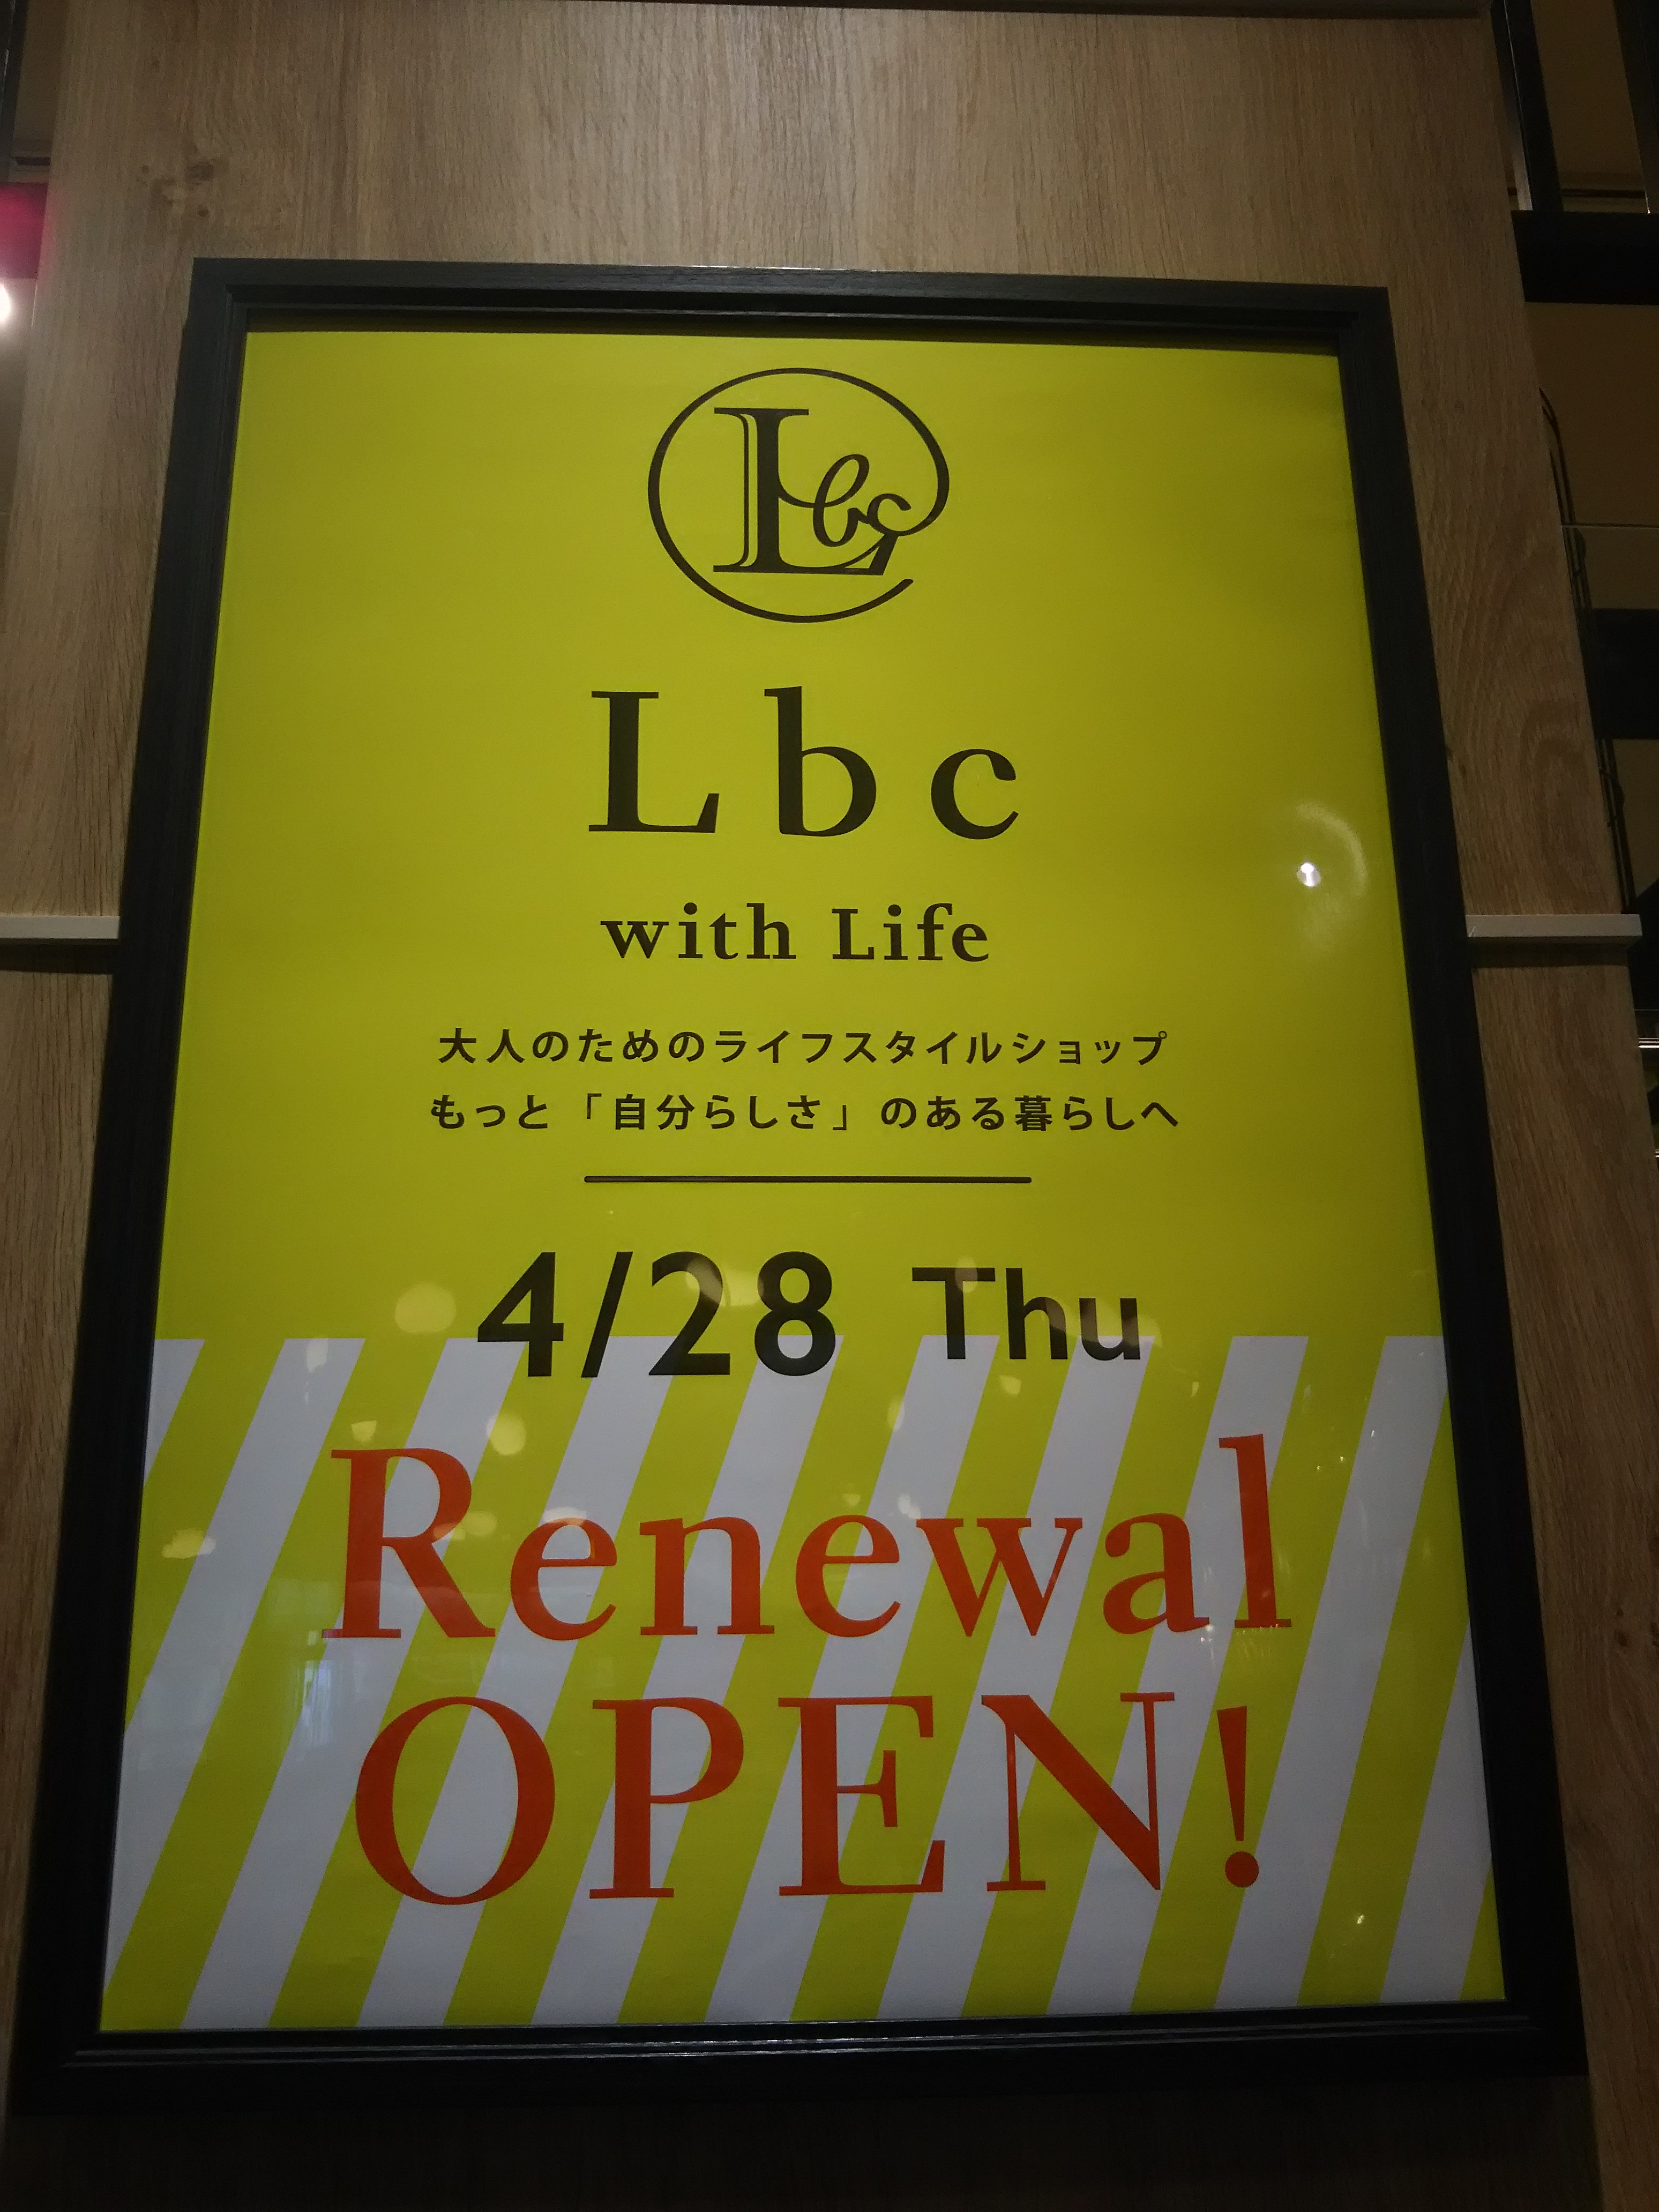 Lbc
Lbc
with Life
大人のためのライフスタイルショップ
もっと「自分らしさ」のある暮らしへ
4/28 Thu
Renewal
OPEN!